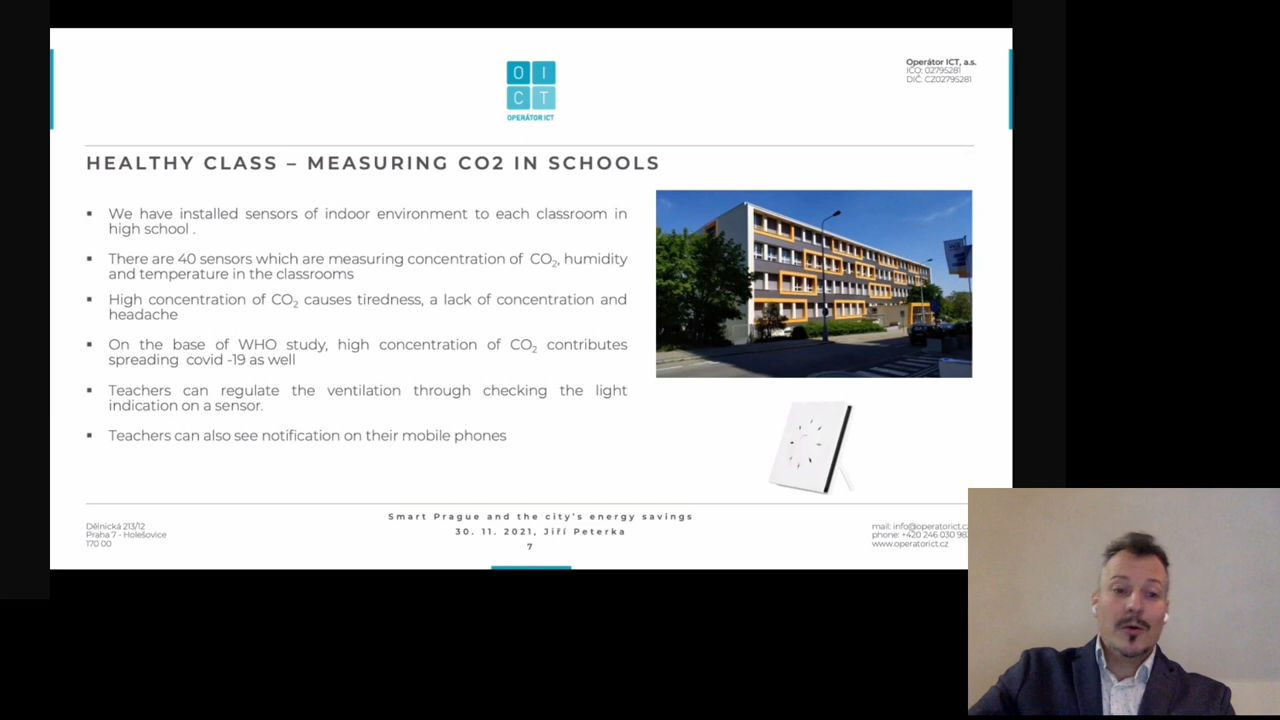 O I
C T
OPERÁTOR ICT
Operátor ICT, a.s.
IČO: 02795281
DIČ: CZ02795281
HEALTHY CLASS – MEASURING CO2 IN SCHOOLS
▪ We have installed sensors of indoor environment to each classroom in
high school .
▪ There are 40 sensors which are measuring concentration of CO₂, humidity
and temperature in the classrooms
▪ High concentration of CO₂ causes tiredness, a lack of concentration and
headache
▪ On the base of WHO study, high concentration of CO₂ contributes
spreading covid -19 as well
▪ Teachers can regulate the ventilation through checking the light
indication on a sensor.
▪ Teachers can also see notification on their mobile phones
Dělnická 213/12
Praha 7 - Holešovice
170 00
Smart Prague and the city's energy savings
30. 11. 2021, Jiří Peterka
7
mail: info@operatorict.cz
phone: +420 246 030 98
www.operatorict.cz